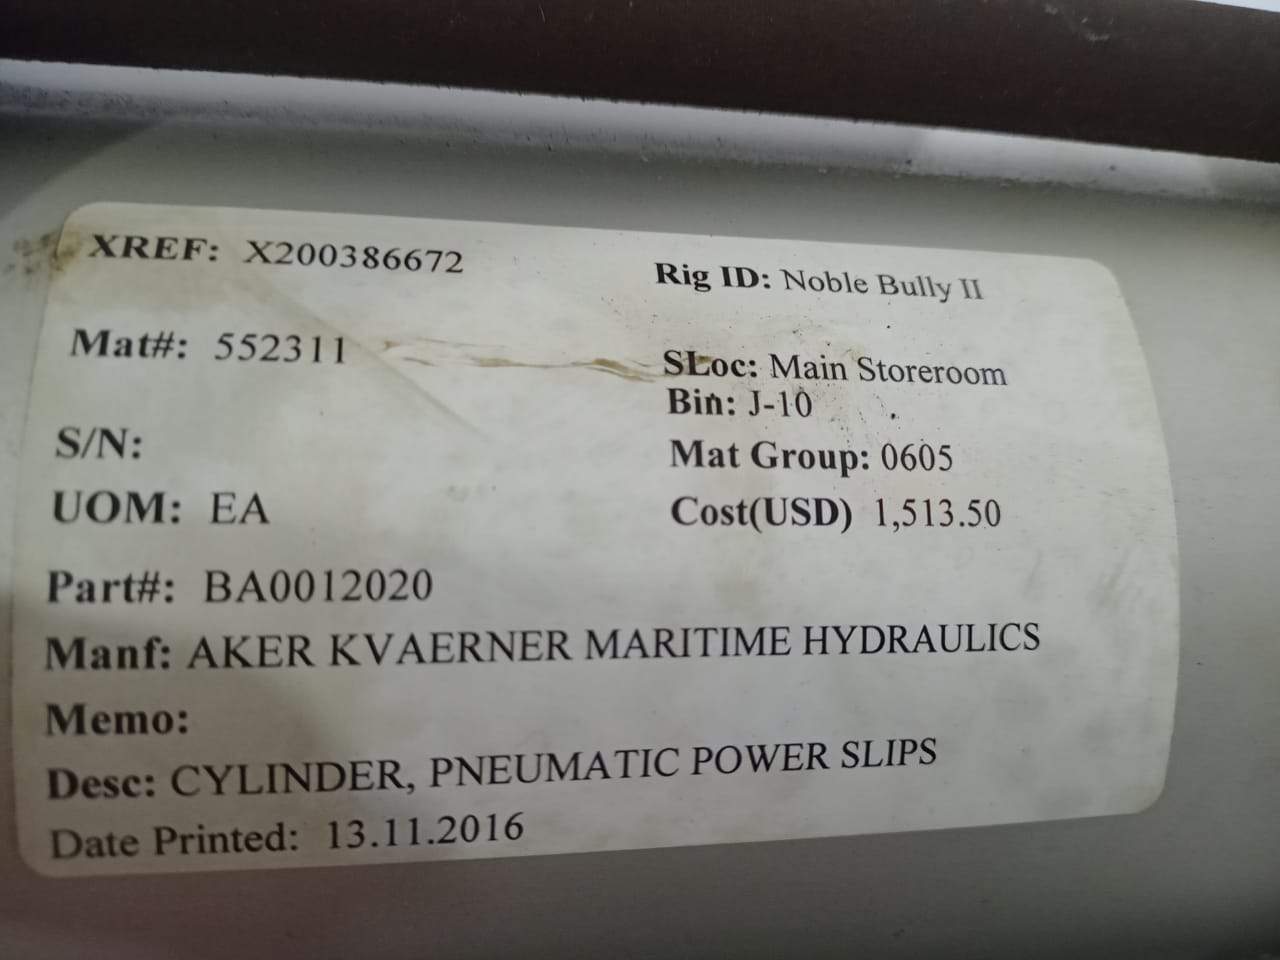 XREF: X200386672
Rig ID: Noble Bully II
Mat#: 552311
SLoc: Main Storeroom
Bin: J-10
S/N:
Mat Group: 0605
UOM: EA
Cost(USD) 1,513.50
Part#: BA0012020
Manf: AKER KVAERNER MARITIME HYDRAULICS
Memo:
Desc: CYLINDER, PNEUMATIC POWER SLIPS
Date Printed: 13.11.2016